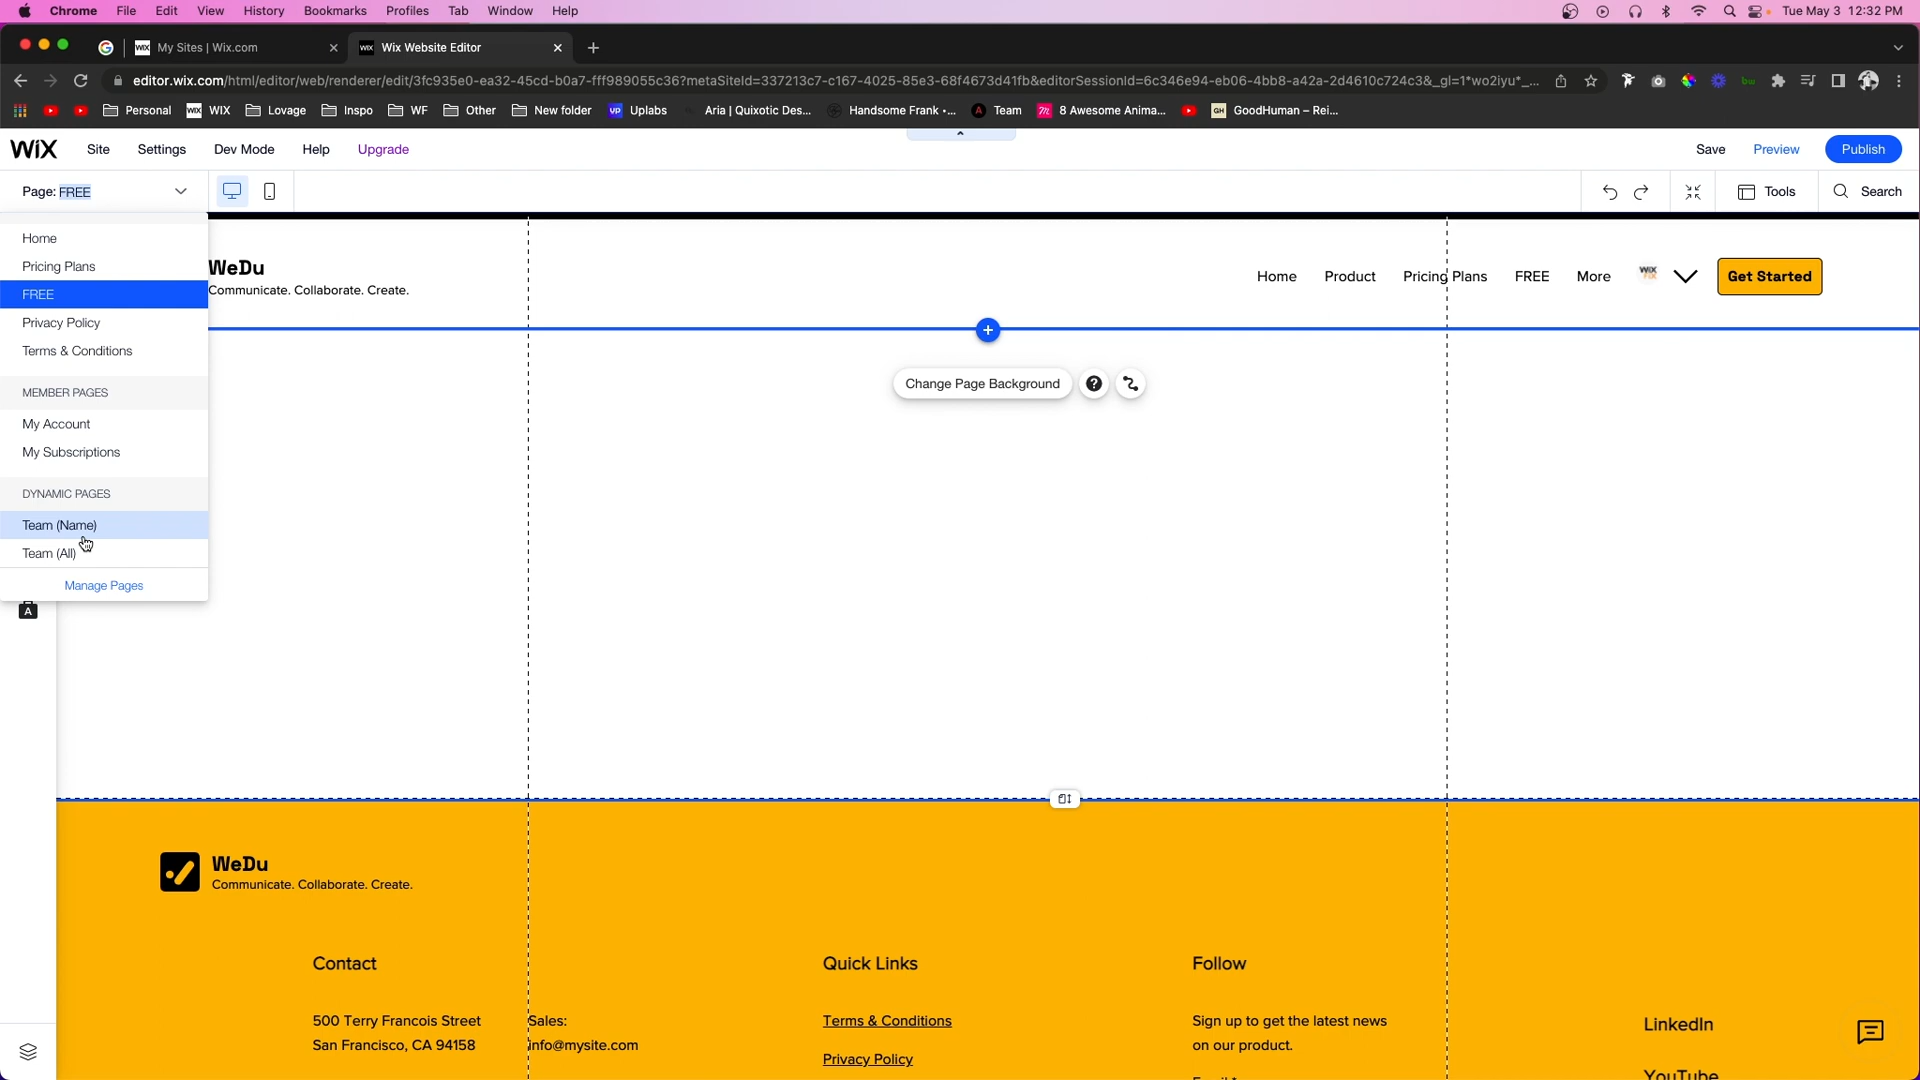 Chrome File Edit View History Bookmarks Profiles Tab Window Help Tue May 3 12:32 PM
G WIX My Sites | Wix.com WIX Wix Website Editor
editor.wix.com/html/editor/web/renderer/edit/3fc935e0-ea32-45cd-b0a7-fff989055c36?metaSiteId=337213c7-c167-4025-85e3-68f4673d41fb&editorSessionId=6c346e94-eb06-4bb8-a42a-2d4610c724c3&_gl=1*wo2iyu*_...
Personal WIX WIX Lovage Inspo WF Other New folder UP Uplabs Aria | Quixotic Des... Handsome Frank •... A Team 8 Awesome Anima... GH GoodHuman – Rei...
WIX Site Settings Dev Mode Help Upgrade Save Preview Publish
Page: FREE Tools Search
Home
Pricing Plans
FREE
Privacy Policy
Terms & Conditions
MEMBER PAGES
My Account
My Subscriptions
DYNAMIC PAGES
Team (Name)
Team (All)
Manage Pages
A
WeDu
Communicate. Collaborate. Create.
Home Product Pricing Plans FREE More WIX FIX Get Started
Change Page Background ?
WeDu
Communicate. Collaborate. Create.
Contact
500 Terry Francois Street
San Francisco, CA 94158
Sales:
info@mysite.com
Quick Links
Terms & Conditions
Privacy Policy
Follow
Sign up to get the latest news
on our product.
LinkedIn
YouTube